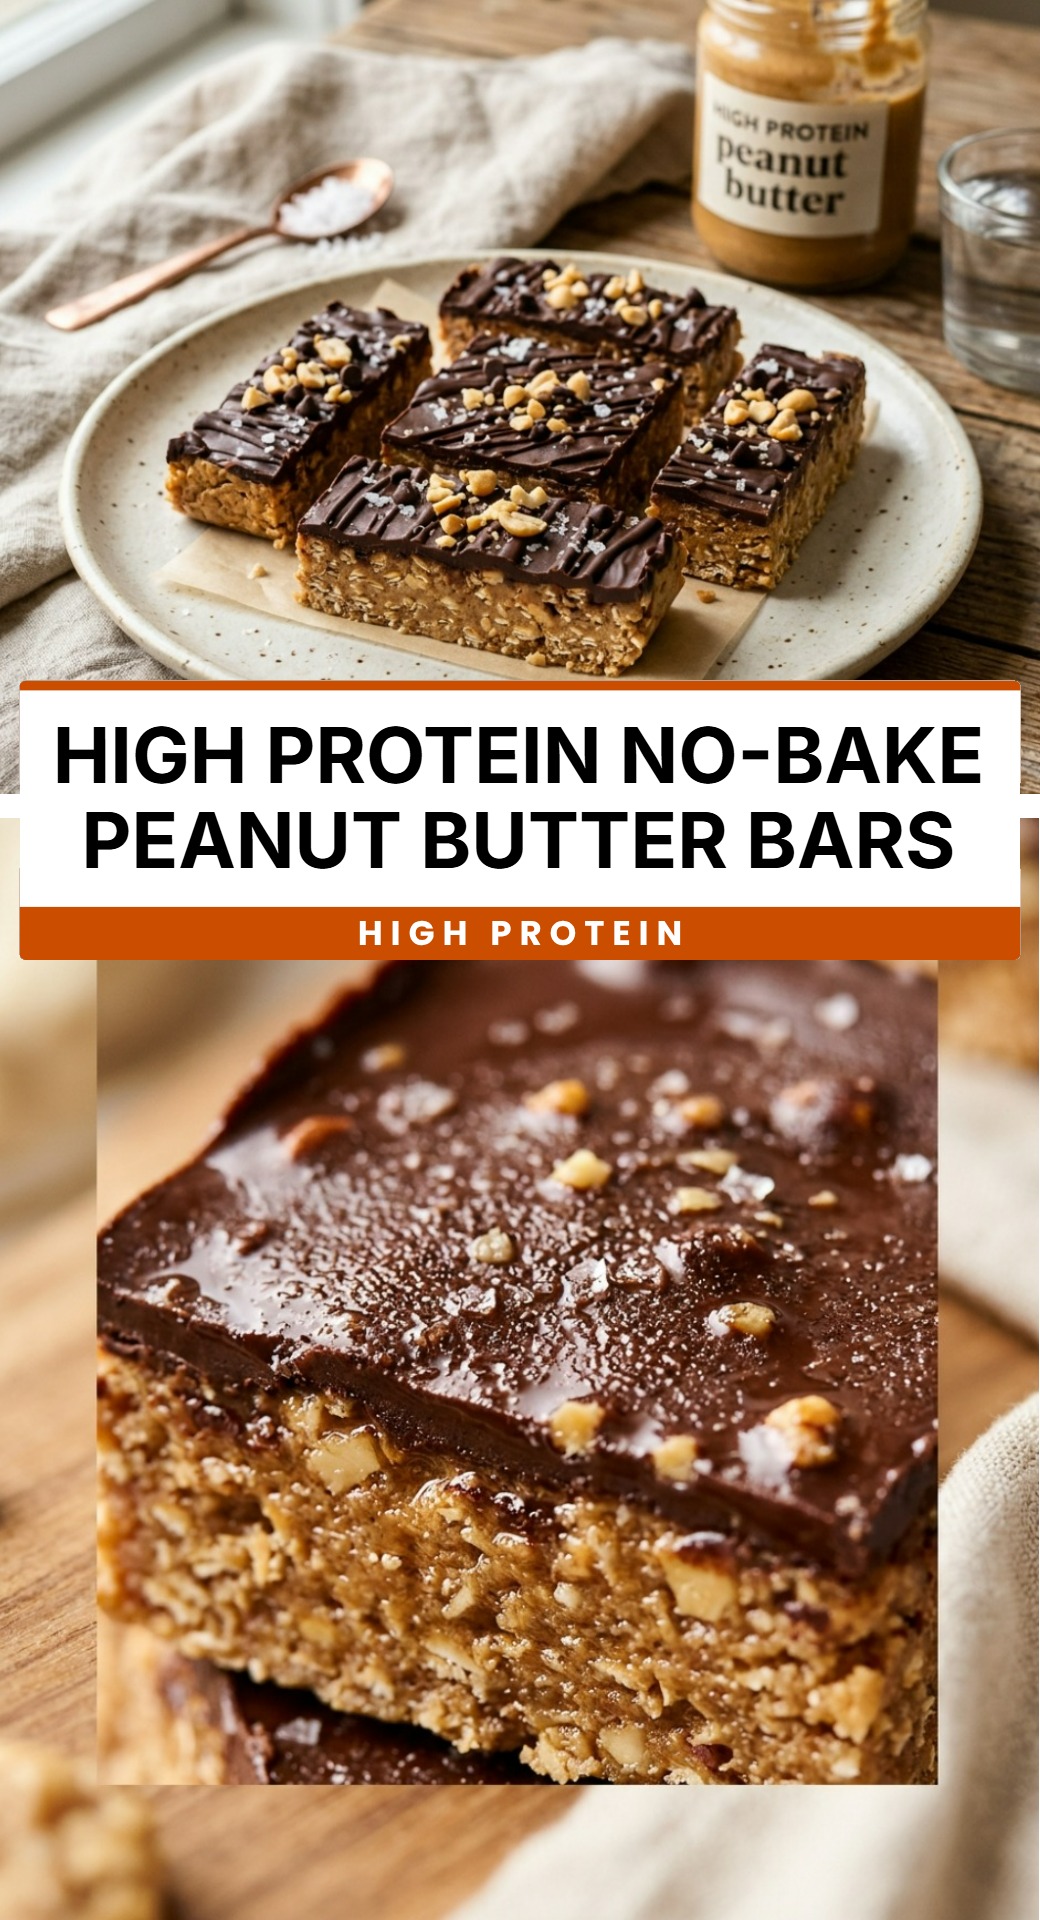 HIGH PROTEIN
peanut
butter
HIGH PROTEIN NO-BAKE
PEANUT BUTTER BARS
HIGH PROTEIN